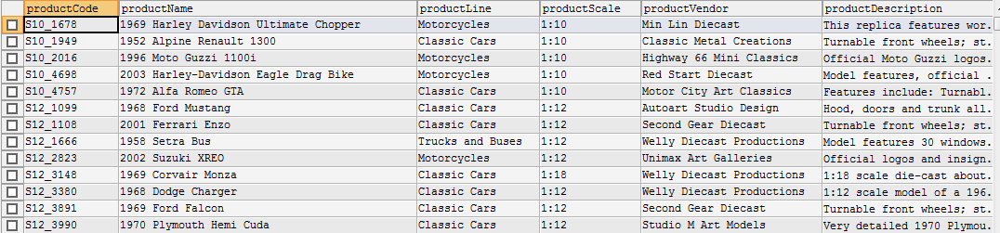 productCode productName productLine productScale productVendor productDescription
S10_1678 1969 Harley Davidson Ultimate Chopper Motorcycles 1:10 Min Lin Diecast This replica features wor.
S10_1949 1952 Alpine Renault 1300 Classic Cars 1:10 Classic Metal Creations Turnable front wheels; st.
S10_2016 1996 Moto Guzzi 1100i Motorcycles 1:10 Highway 66 Mini Classics Official Moto Guzzi logos.
S10_4698 2003 Harley-Davidson Eagle Drag Bike Motorcycles 1:10 Red Start Diecast Model features, official .
S10_4757 1972 Alfa Romeo GTA Classic Cars 1:10 Motor City Art Classics Features include: Turnabl.
S12_1099 1968 Ford Mustang Classic Cars 1:12 Autoart Studio Design Hood, doors and trunk all.
S12_1108 2001 Ferrari Enzo Classic Cars 1:12 Second Gear Diecast Turnable front wheels; st.
S12_1666 1958 Setra Bus Trucks and Buses 1:12 Welly Diecast Productions Model features 30 windows.
S12_2823 2002 Suzuki XREO Motorcycles 1:12 Unimax Art Galleries Official logos and insign.
S12_3148 1969 Corvair Monza Classic Cars 1:18 Welly Diecast Productions 1:18 scale die-cast about.
S12_3380 1968 Dodge Charger Classic Cars 1:12 Welly Diecast Productions 1:12 scale model of a 196.
S12_3891 1969 Ford Falcon Classic Cars 1:12 Second Gear Diecast Turnable front wheels; st.
S12_3990 1970 Plymouth Hemi Cuda Classic Cars 1:12 Studio M Art Models Very detailed 1970 Plymou.